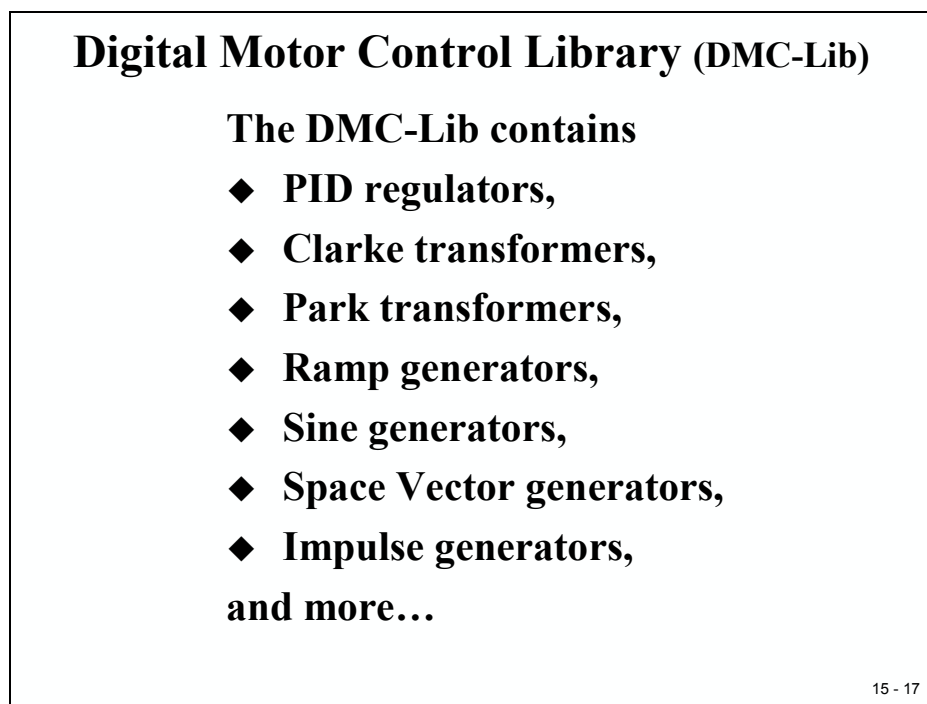 Digital Motor Control Library (DMC-Lib)
The DMC-Lib contains
◆ PID regulators,
◆ Clarke transformers,
◆ Park transformers,
◆ Ramp generators,
◆ Sine generators,
◆ Space Vector generators,
◆ Impulse generators,
and more…
15 - 17